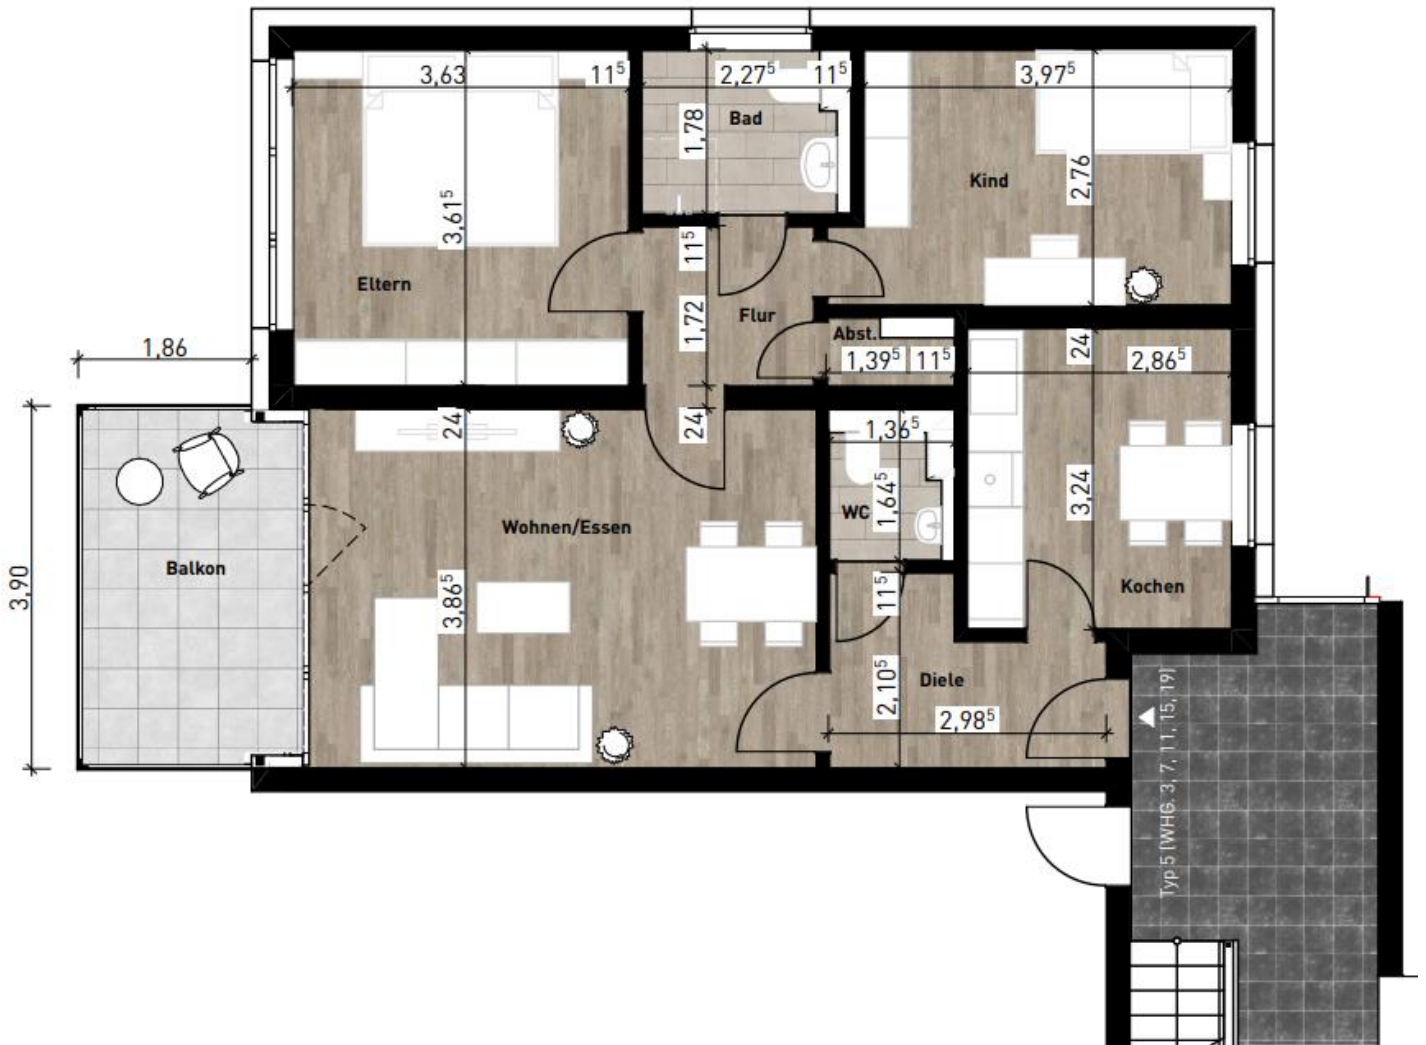 3,63
11⁵
2,27⁵
11⁵
3,97⁵
Bad
1,78
Kind
2,76
3,61⁵
11⁵
Eltern
Flur
1,72
Abst.
24
1,86
1,39⁵
11⁵
2,86⁵
24
24
1,36⁵
3,24
1,64⁵
WC
Wohnen/Essen
Balkon
3,90
3,86⁵
11⁵
Kochen
2,10⁵
Diele
2,98⁵
Typ 5 (WHG. 3, 7, 11, 15, 19)